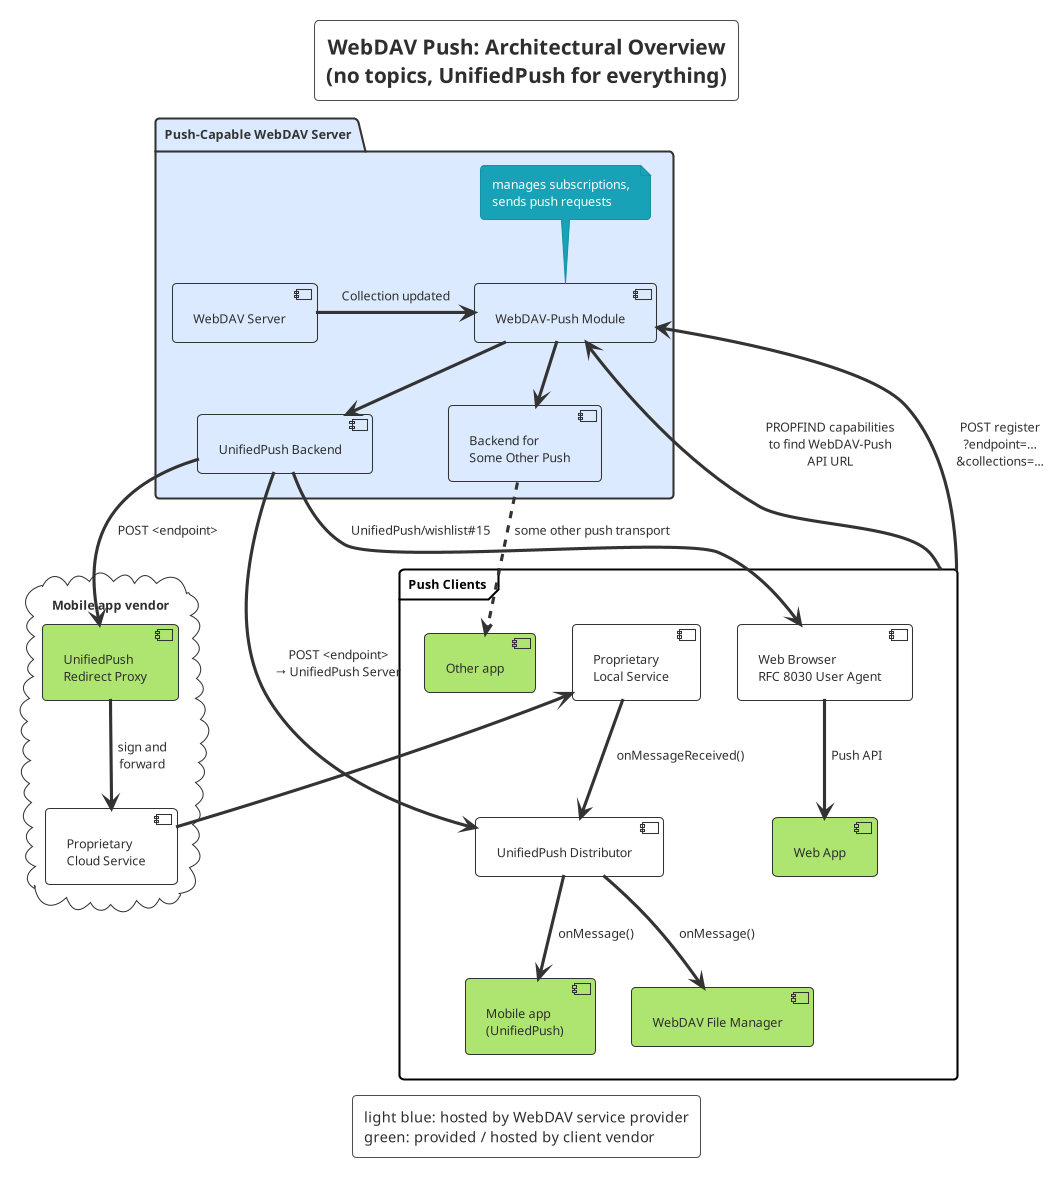 WebDAV Push: Architectural Overview
(no topics, UnifiedPush for everything)
Push-Capable WebDAV Server
manages subscriptions,
sends push requests
WebDAV Server
Collection updated
WebDAV-Push Module
UnifiedPush Backend
Backend for
Some Other Push
PROPFIND capabilities
to find WebDAV-Push
API URL
POST register
?endpoint=...
&collections=...
POST <endpoint>
UnifiedPush/wishlist#15
some other push transport
Mobile app vendor
UnifiedPush
Redirect Proxy
sign and
forward
Proprietary
Cloud Service
POST <endpoint>
→ UnifiedPush Server
Push Clients
Other app
Proprietary
Local Service
Web Browser
RFC 8030 User Agent
onMessageReceived()
Push API
UnifiedPush Distributor
Web App
onMessage()
onMessage()
Mobile app
(UnifiedPush)
WebDAV File Manager
light blue: hosted by WebDAV service provider
green: provided / hosted by client vendor